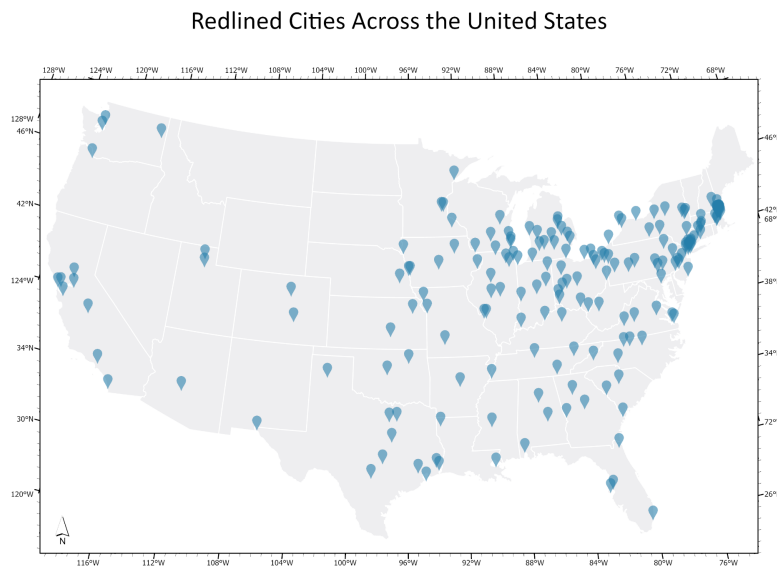 Redlined Cities Across the United States
128°W 124°W 120°W 116°W 112°W 108°W 104°W 100°W 96°W 92°W 88°W 84°W 80°W 76°W 72°W 68°W
128°W
46°N
46°N
42°N
42°N
68°W
124°W
38°N
34°N
34°N
30°N
72°W
120°W
26°N
N
116°W 112°W 108°W 104°W 100°W 96°W 92°W 88°W 84°W 80°W 76°W